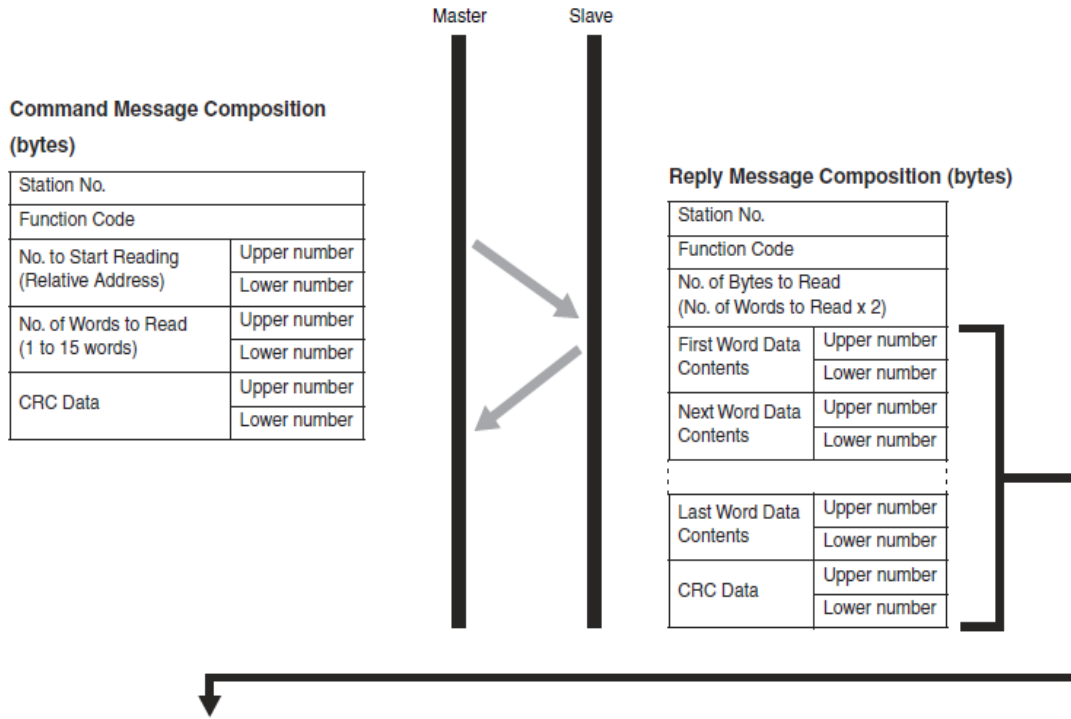 Master Slave
Command Message Composition
(bytes)
Station No.
Function Code
No. to Start Reading
(Relative Address)
Upper number
Lower number
No. of Words to Read
(1 to 15 words)
Upper number
Lower number
CRC Data
Upper number
Lower number
Reply Message Composition (bytes)
Station No.
Function Code
No. of Bytes to Read
(No. of Words to Read x 2)
First Word Data
Contents
Upper number
Lower number
Next Word Data
Contents
Upper number
Lower number
Last Word Data
Contents
Upper number
Lower number
CRC Data
Upper number
Lower number